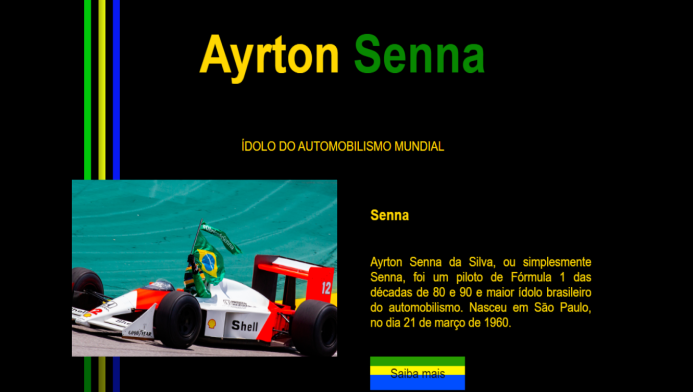 Ayrton Senna
ÍDOLO DO AUTOMOBILISMO MUNDIAL
12
Shell
Senna
Ayrton Senna da Silva, ou simplesmente
Senna, foi um piloto de Fórmula 1 das
décadas de 80 e 90 e maior ídolo brasileiro
do automobilismo. Nasceu em São Paulo,
no dia 21 de março de 1960.
Saiba mais